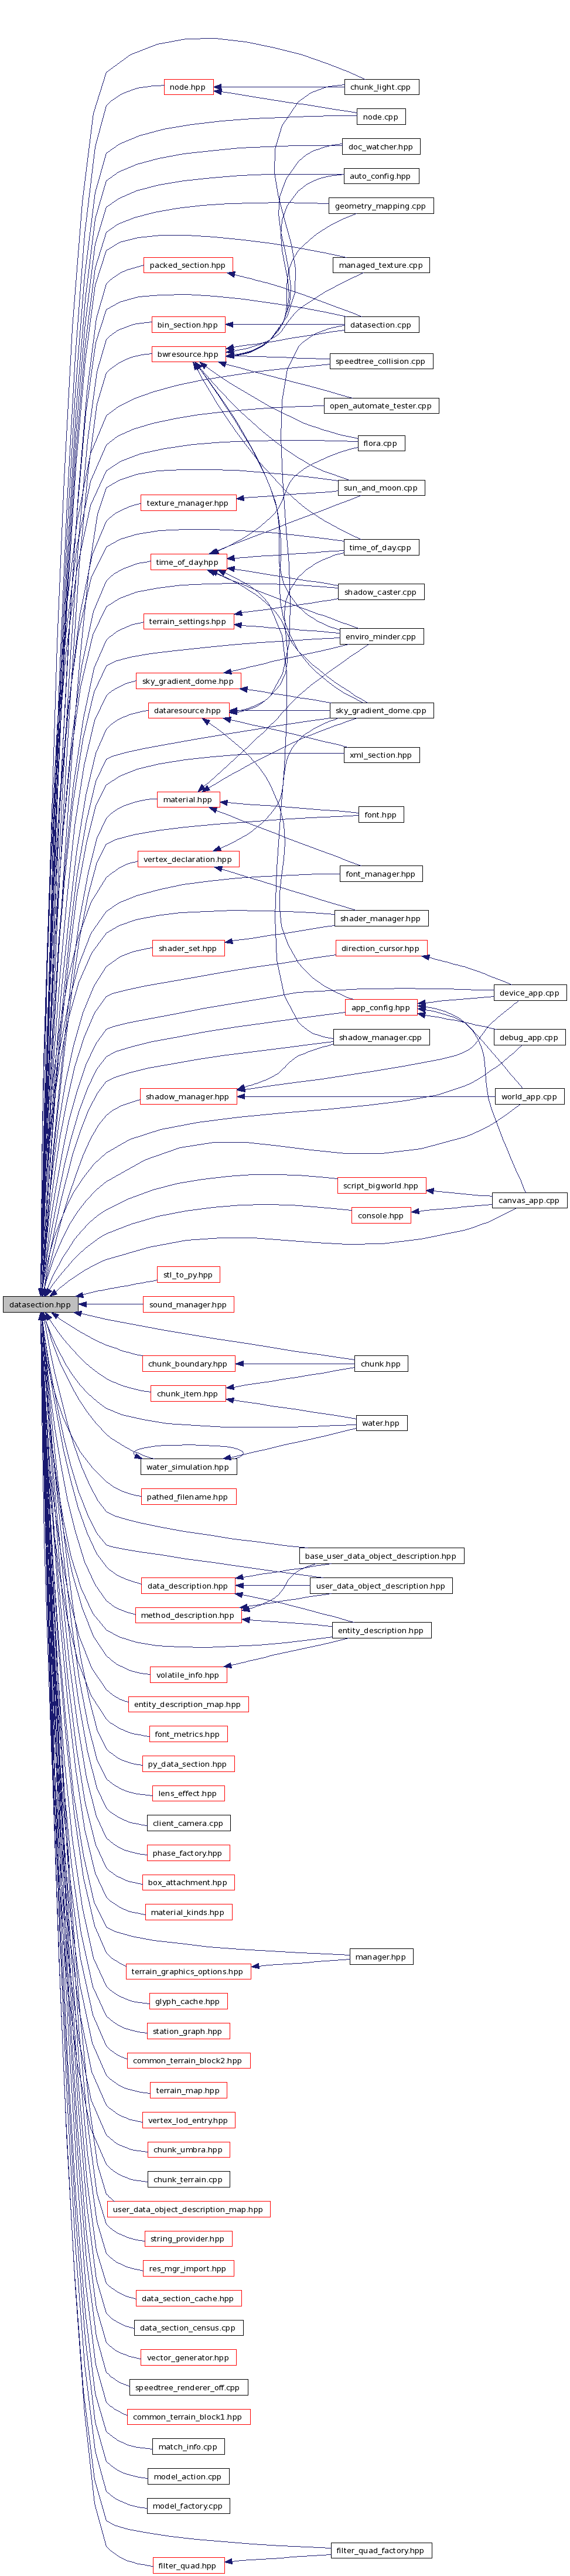 chunk_light.cpp
node.hpp
node.cpp
doc_watcher.hpp
auto_config.hpp
geometry_mapping.cpp
managed_texture.cpp
packed_section.hpp
bin_section.hpp
datasection.cpp
bwresource.hpp
speedtree_collision.cpp
open_automate_tester.cpp
flora.cpp
sun_and_moon.cpp
texture_manager.hpp
time_of_day.cpp
time_of_day.hpp
shadow_caster.cpp
terrain_settings.hpp
enviro_minder.cpp
sky_gradient_dome.hpp
dataresource.hpp
sky_gradient_dome.cpp
xml_section.hpp
material.hpp
font.hpp
vertex_declaration.hpp
font_manager.hpp
shader_manager.hpp
shader_set.hpp
direction_cursor.hpp
device_app.cpp
app_config.hpp
shadow_manager.cpp
debug_app.cpp
shadow_manager.hpp
world_app.cpp
script_bigworld.hpp
canvas_app.cpp
console.hpp
stl_to_py.hpp
datasection.hpp
sound_manager.hpp
chunk_boundary.hpp
chunk.hpp
chunk_item.hpp
water.hpp
water_simulation.hpp
pathed_filename.hpp
base_user_data_object_description.hpp
data_description.hpp
user_data_object_description.hpp
method_description.hpp
entity_description.hpp
volatile_info.hpp
entity_description_map.hpp
font_metrics.hpp
py_data_section.hpp
lens_effect.hpp
client_camera.cpp
phase_factory.hpp
box_attachment.hpp
material_kinds.hpp
manager.hpp
terrain_graphics_options.hpp
glyph_cache.hpp
station_graph.hpp
common_terrain_block2.hpp
terrain_map.hpp
vertex_lod_entry.hpp
chunk_umbra.hpp
chunk_terrain.cpp
user_data_object_description_map.hpp
string_provider.hpp
res_mgr_import.hpp
data_section_cache.hpp
data_section_census.cpp
vector_generator.hpp
speedtree_renderer_off.cpp
common_terrain_block1.hpp
match_info.cpp
model_action.cpp
model_factory.cpp
filter_quad_factory.hpp
filter_quad.hpp